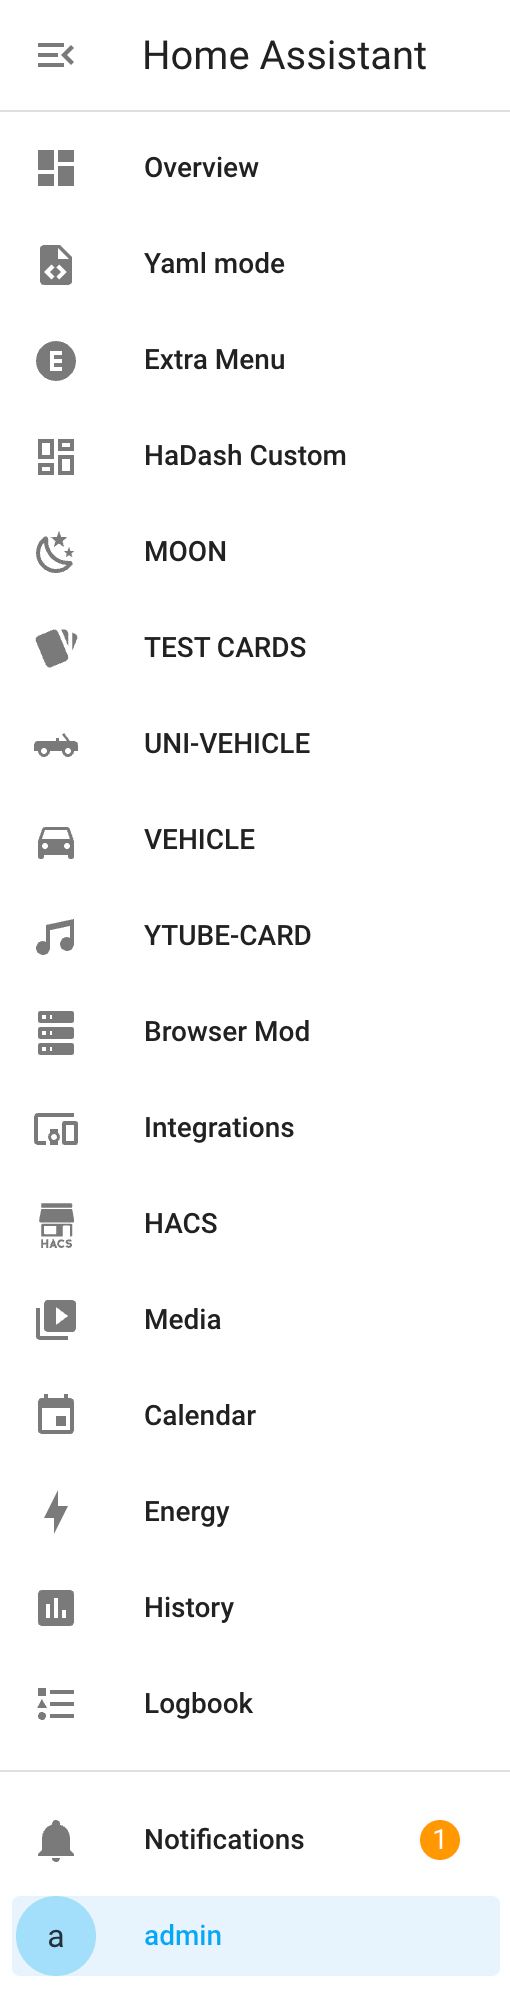 Home Assistant
Overview
Yaml mode
E
Extra Menu
HaDash Custom
MOON
TEST CARDS
UNI-VEHICLE
VEHICLE
YTUBE-CARD
Browser Mod
Integrations
HACS
HACS
Media
Calendar
Energy
History
Logbook
Notifications
1
a
admin